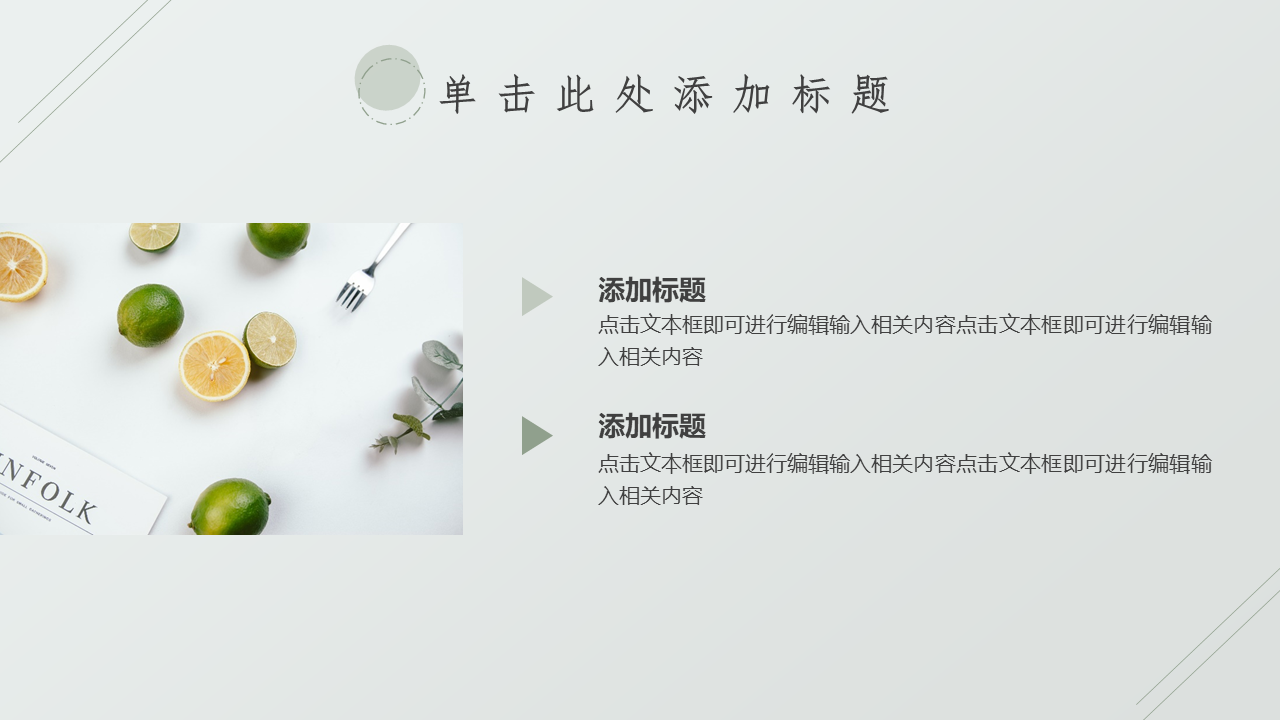 单击此处添加标题
添加标题
点击文本框即可进行编辑输入相关内容点击文本框即可进行编辑输
入相关内容
添加标题
点击文本框即可进行编辑输入相关内容点击文本框即可进行编辑输
入相关内容
NFOLK